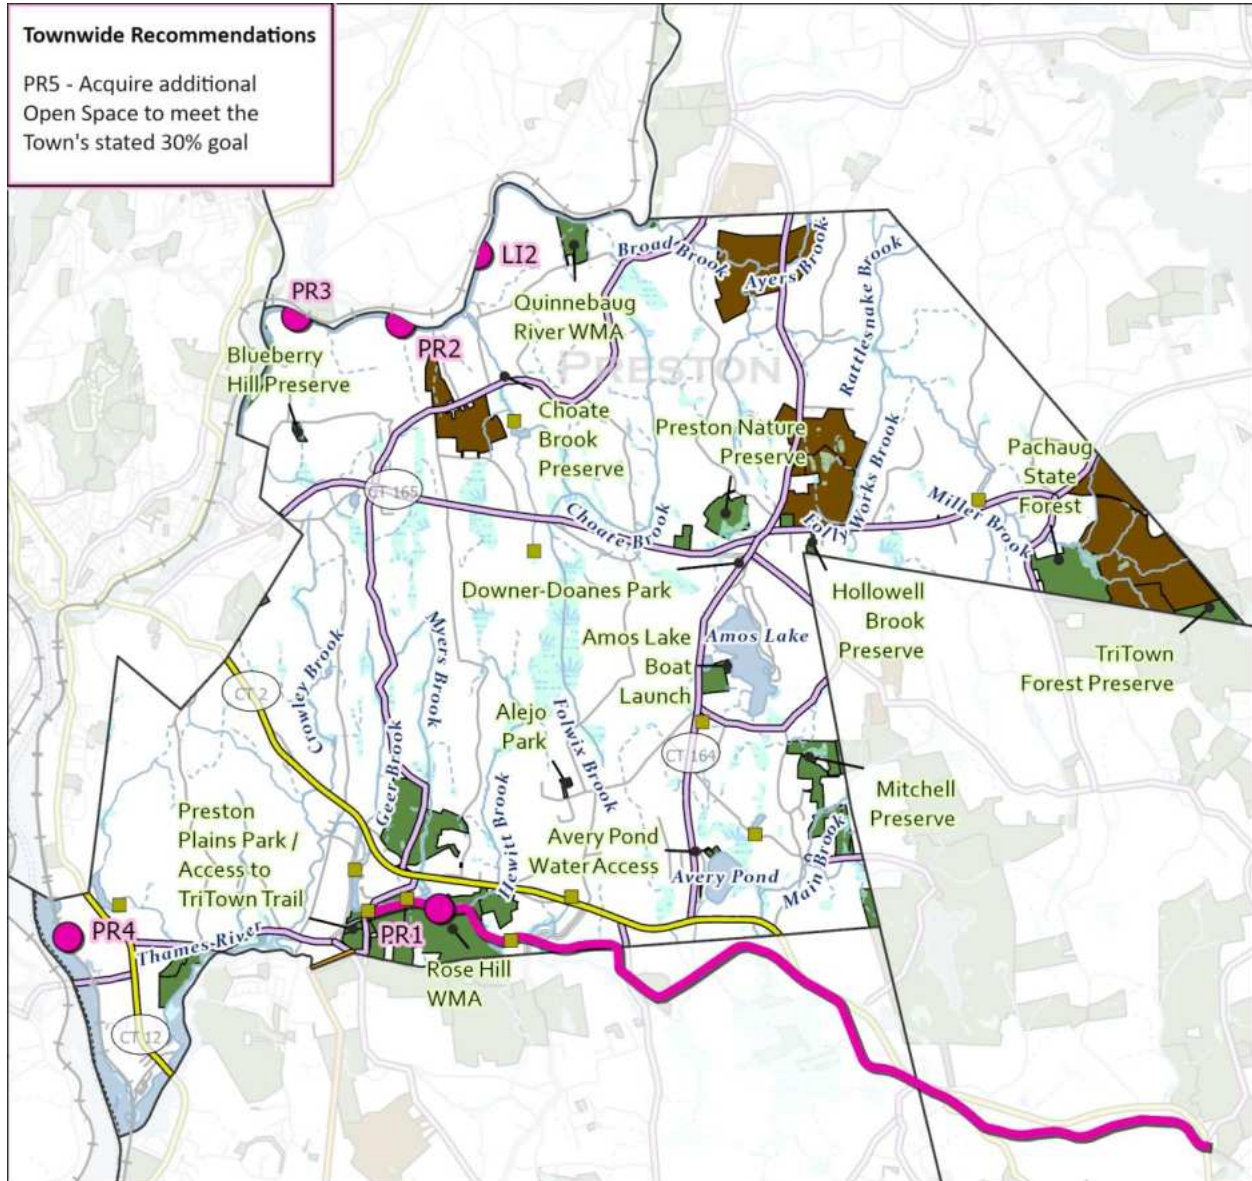 Townwide Recommendations
PR5 - Acquire additional
Open Space to meet the
Town's stated 30% goal
LI2
PR3
PR2
Quinnebaug
River WMA
Broad Brook
Ayers Brook
Rattlesnake Brook
Blueberry
Hill Preserve
PRESTON
Choate
Brook
Preserve
Preston Nature
Preserve
Pachaug
State
Forest
CT 165
Choate Brook
Folly Works Brook
Miller Brook
Downer-Doanes Park
Hollowell
Brook
Preserve
TriTown
Forest Preserve
Amos Lake
Boat
Launch
Amos Lake
Crowley Brook
Myers Brook
CT 2
Alejo
Park
Folwix Brook
CT 164
Geer Brook
Hewitt Brook
Mitchell
Preserve
Preston
Plains Park /
Access to
TriTown Trail
Avery Pond
Water Access
Avery Pond
Main Brook
PR4
Thames River
PR1
Rose Hill
WMA
CT 12